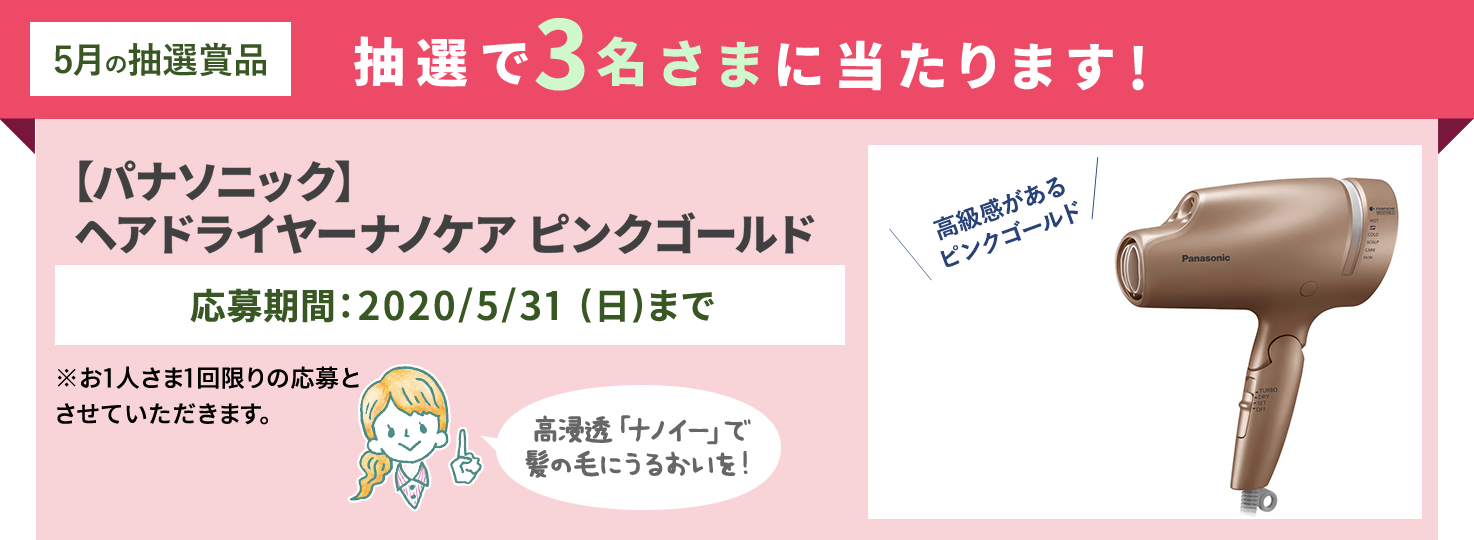 5月の抽選賞品
抽選で3名さまに当たります!
【パナソニック】
ヘアドライヤーナノケア ピンクゴールド
応募期間:2020/5/31 (日)まで
※お1人さま1回限りの応募と
させていただきます。
高浸透「ナノイー」で
髪の毛にうるおいを!
高級感がある
ピンクゴールド
Panasonic
HOT
COLD
SCALP
CARE
SKIN
TURBO
DRY
SET
OFF